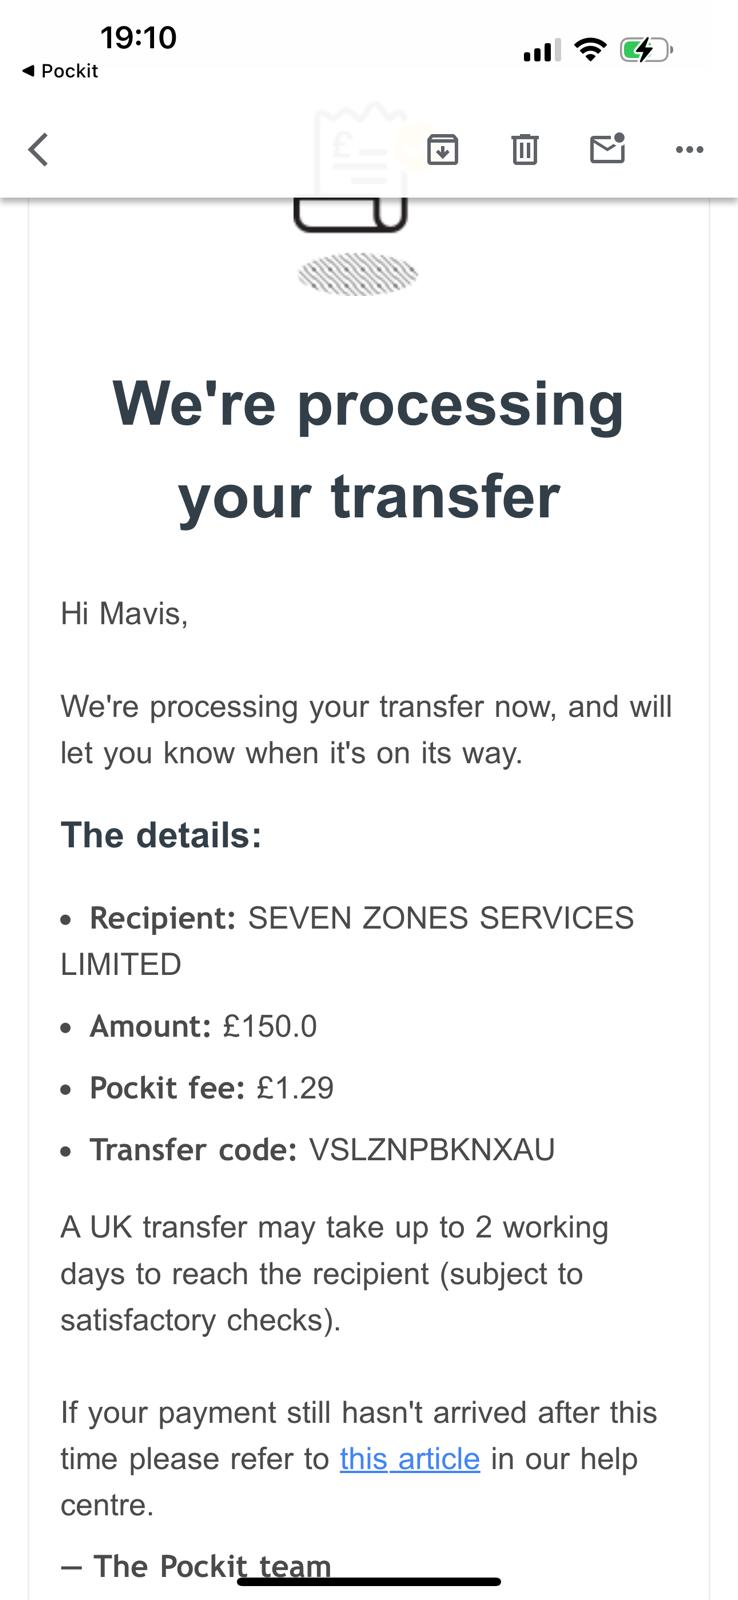 19:10
◀ Pockit
£
We're processing
your transfer
Hi Mavis,
We're processing your transfer now, and will
let you know when it's on its way.
The details:
• Recipient: SEVEN ZONES SERVICES
LIMITED
• Amount: £150.0
• Pockit fee: £1.29
• Transfer code: VSLZNPBKNXAU
A UK transfer may take up to 2 working
days to reach the recipient (subject to
satisfactory checks).
If your payment still hasn't arrived after this
time please refer to this article in our help
centre.
– The Pockit team